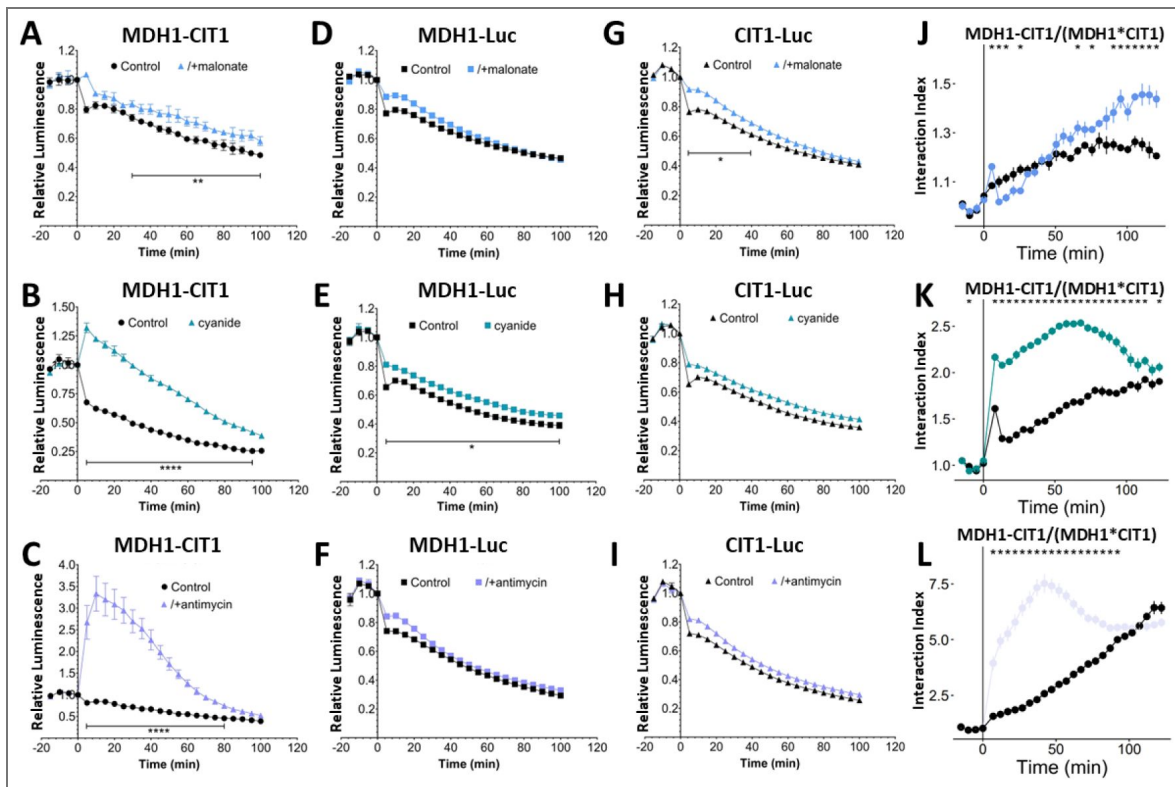 A
MDH1-CIT1
Relative Luminescence
1.2
1.0
0.8
0.6
0.4
0.2
Control
/+malonate
**
-20 0 20 40 60 80 100 120
Time (min)
D
MDH1-Luc
Relative Luminescence
1.2
1.0
0.8
0.6
0.4
0.2
Control
/+malonate
-20 0 20 40 60 80 100 120
Time (min)
G
CIT1-Luc
Relative Luminescence
1.2
1.0
0.8
0.6
0.4
0.2
Control
/+malonate
*
-20 0 20 40 60 80 100 120
Time (min)
J
MDH1-CIT1/(MDH1*CIT1)
Interaction Index
1.5
1.3
1.1
0 50 100
Time (min)
B
MDH1-CIT1
Relative Luminescence
1.50
1.25
1.00
0.75
0.50
0.25
Control
cyanide
****
-20 0 20 40 60 80 100 120
Time (min)
E
MDH1-Luc
Relative Luminescence
1.2
1.0
0.8
0.6
0.4
0.2
Control
cyanide
*
-20 0 20 40 60 80 100 120
Time (min)
H
CIT1-Luc
Relative Luminescence
1.2
1.0
0.8
0.6
0.4
0.2
Control
cyanide
-20 0 20 40 60 80 100 120
Time (min)
K
MDH1-CIT1/(MDH1*CIT1)
Interaction Index
2.5
2.0
1.5
1.0
0 50 100
Time (min)
C
MDH1-CIT1
Relative Luminescence
4.0
3.5
3.0
2.5
2.0
1.5
1.0
0.5
Control
/+antimycin
****
-20 0 20 40 60 80 100 120
Time (min)
F
MDH1-Luc
Relative Luminescence
1.2
1.0
0.8
0.6
0.4
0.2
Control
/+antimycin
-20 0 20 40 60 80 100 120
Time (min)
I
CIT1-Luc
Relative Luminescence
1.2
1.0
0.8
0.6
0.4
0.2
Control
/+antimycin
-20 0 20 40 60 80 100 120
Time (min)
L
MDH1-CIT1/(MDH1*CIT1)
Interaction Index
7.5
5.0
2.5
0 50 100
Time (min)